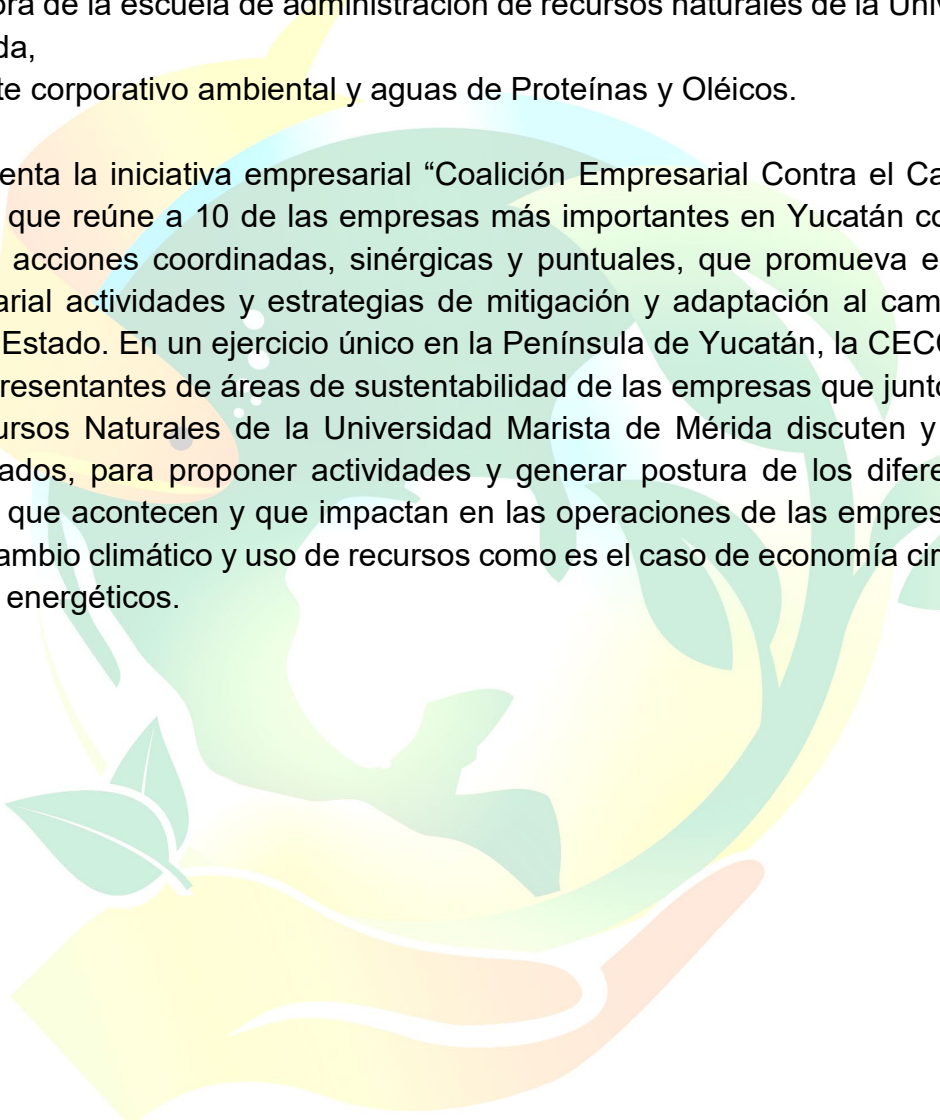 ora de la escuela de administración de recursos naturales de la Univ
da,
te corporativo ambiental y aguas de Proteínas y Oléicos.
enta la iniciativa empresarial “Coalición Empresarial Contra el Ca
que reúne a 10 de las empresas más importantes en Yucatán co
acciones coordinadas, sinérgicas y puntuales, que promueva e
arial actividades y estrategias de mitigación y adaptación al cam
Estado. En un ejercicio único en la Península de Yucatán, la CECC
presentantes de áreas de sustentabilidad de las empresas que junto
ursos Naturales de la Universidad Marista de Mérida discuten y
ados, para proponer actividades y generar postura de los difere
que acontecen y que impactan en las operaciones de las empres
ambio climático y uso de recursos como es el caso de economía cir
energéticos.